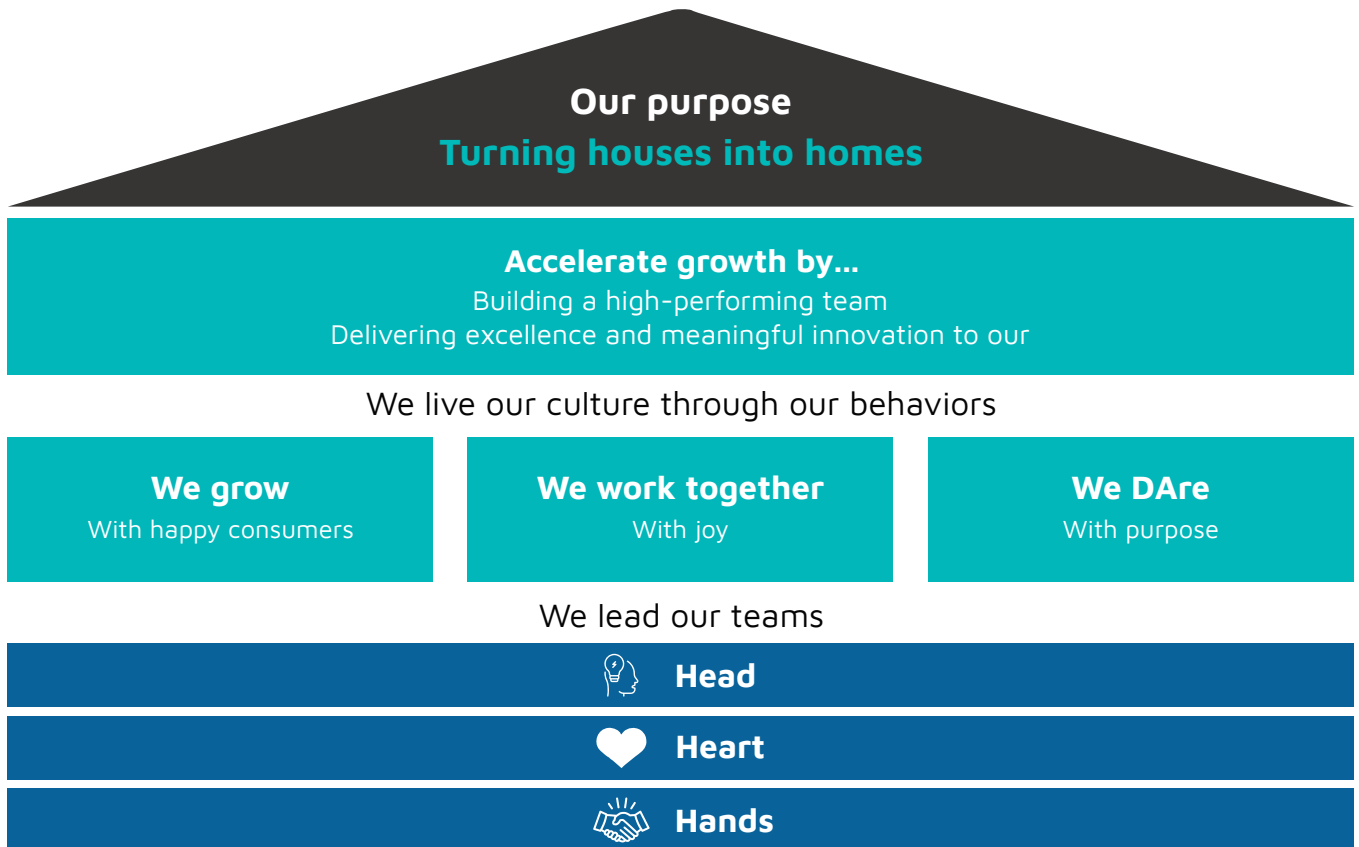 Our purpose
Turning houses into homes
Accelerate growth by...
Building a high-performing team
Delivering excellence and meaningful innovation to our
We live our culture through our behaviors
We grow
With happy consumers
We work together
With joy
We DAre
With purpose
We lead our teams
Head
Heart
Hands